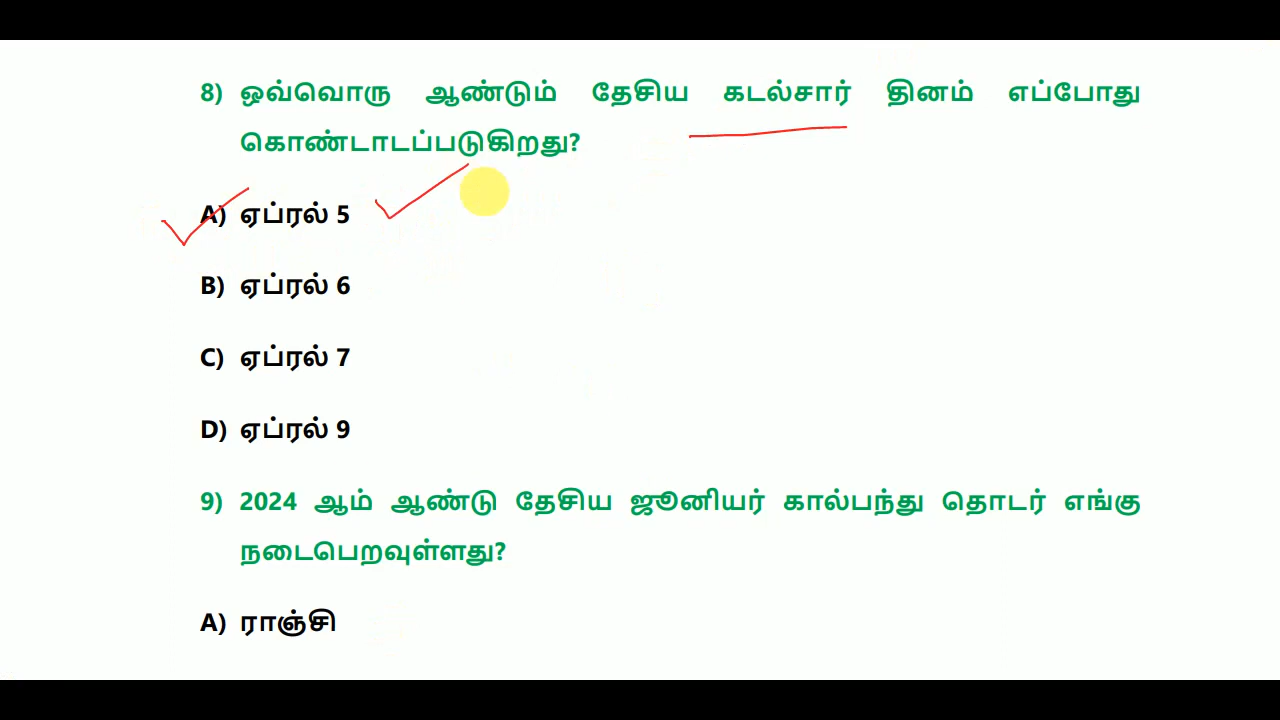 8) ஒவ்வொரு ஆண்டும் தேசிய கடல்சார் தினம் எப்போது
கொண்டாடப்படுகிறது?
A) ஏப்ரல் 5
B) ஏப்ரல் 6
C) ஏப்ரல் 7
D) ஏப்ரல் 9
9) 2024 ஆம் ஆண்டு தேசிய ஜூனியர் கால்பந்து தொடர் எங்கு
நடைபெறவுள்ளது?
A) ராஞ்சி